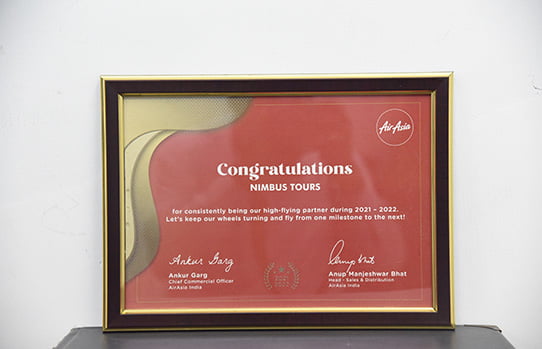 AirAsia
Congratulations
NIMBUS TOURS
for consistently being our high-flying partner during 2021 – 2022.
Let's keep our wheels turning and fly from one milestone to the next!
Ankur Garg
Anup Bhat
Ankur Garg
Chief Commercial Officer
AirAsia India
Anup Manjeshwar Bhat
Head - Sales & Distribution
AirAsia India